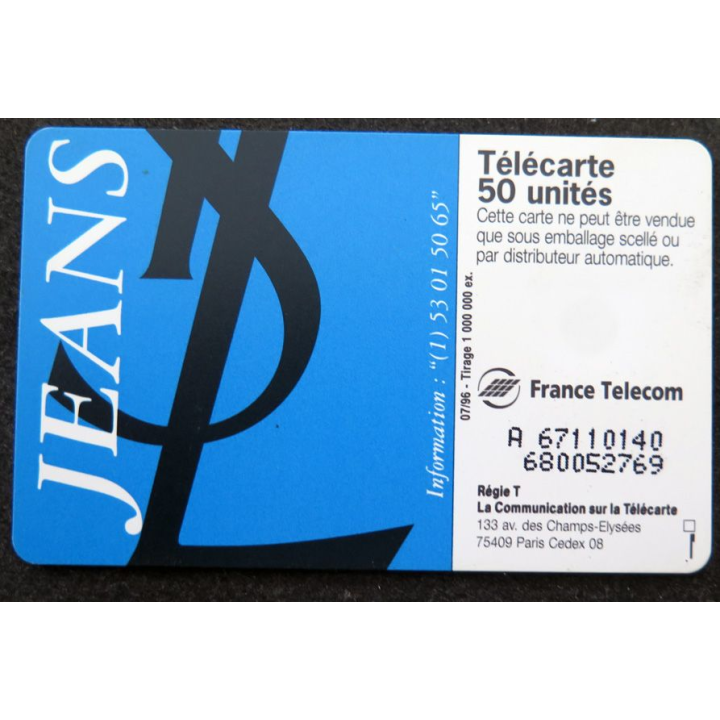 JEANS
Information : "(1) 53 01 50 65"
Télécarte
50 unités
Cette carte ne peut être vendue
que sous emballage scellé ou
par distributeur automatique.
07/96 - Tirage 1 000 000 ex.
France Telecom
A 67110140
680052769
Régie T
La Communication sur la Télécarte
133 av. des Champs-Elysées
75409 Paris Cedex 08